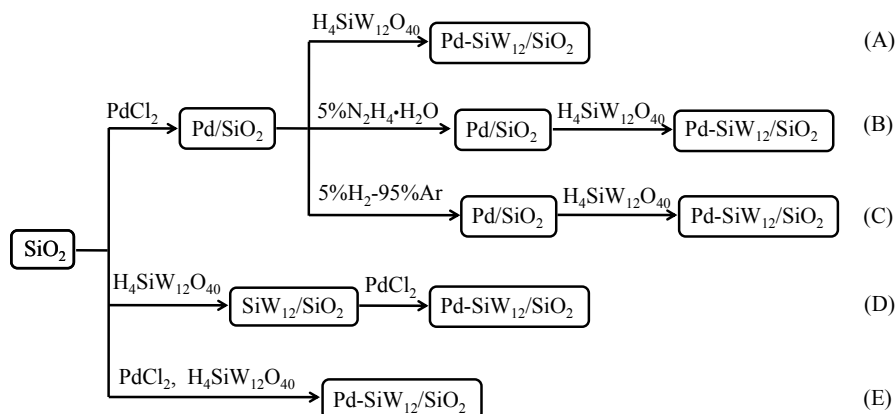 H₄SiW₁₂O₄₀
Pd-SiW₁₂/SiO₂
(A)
PdCl₂
Pd/SiO₂
5%N₂H₄•H₂O
Pd/SiO₂
H₄SiW₁₂O₄₀
Pd-SiW₁₂/SiO₂
(B)
5%H₂-95%Ar
Pd/SiO₂
H₄SiW₁₂O₄₀
Pd-SiW₁₂/SiO₂
(C)
SiO₂
H₄SiW₁₂O₄₀
SiW₁₂/SiO₂
PdCl₂
Pd-SiW₁₂/SiO₂
(D)
PdCl₂, H₄SiW₁₂O₄₀
Pd-SiW₁₂/SiO₂
(E)